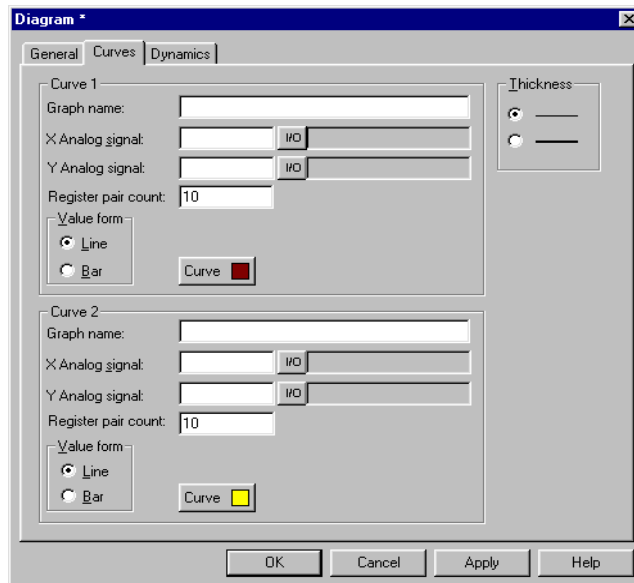 Diagram *
General Curves Dynamics
Curve 1
Graph name:
X Analog signal: I/O
Y Analog signal: I/O
Register pair count: 10
Value form
Line
Bar
Curve
Thickness
Curve 2
Graph name:
X Analog signal: I/O
Y Analog signal: I/O
Register pair count: 10
Value form
Line
Bar
Curve
OK Cancel Apply Help